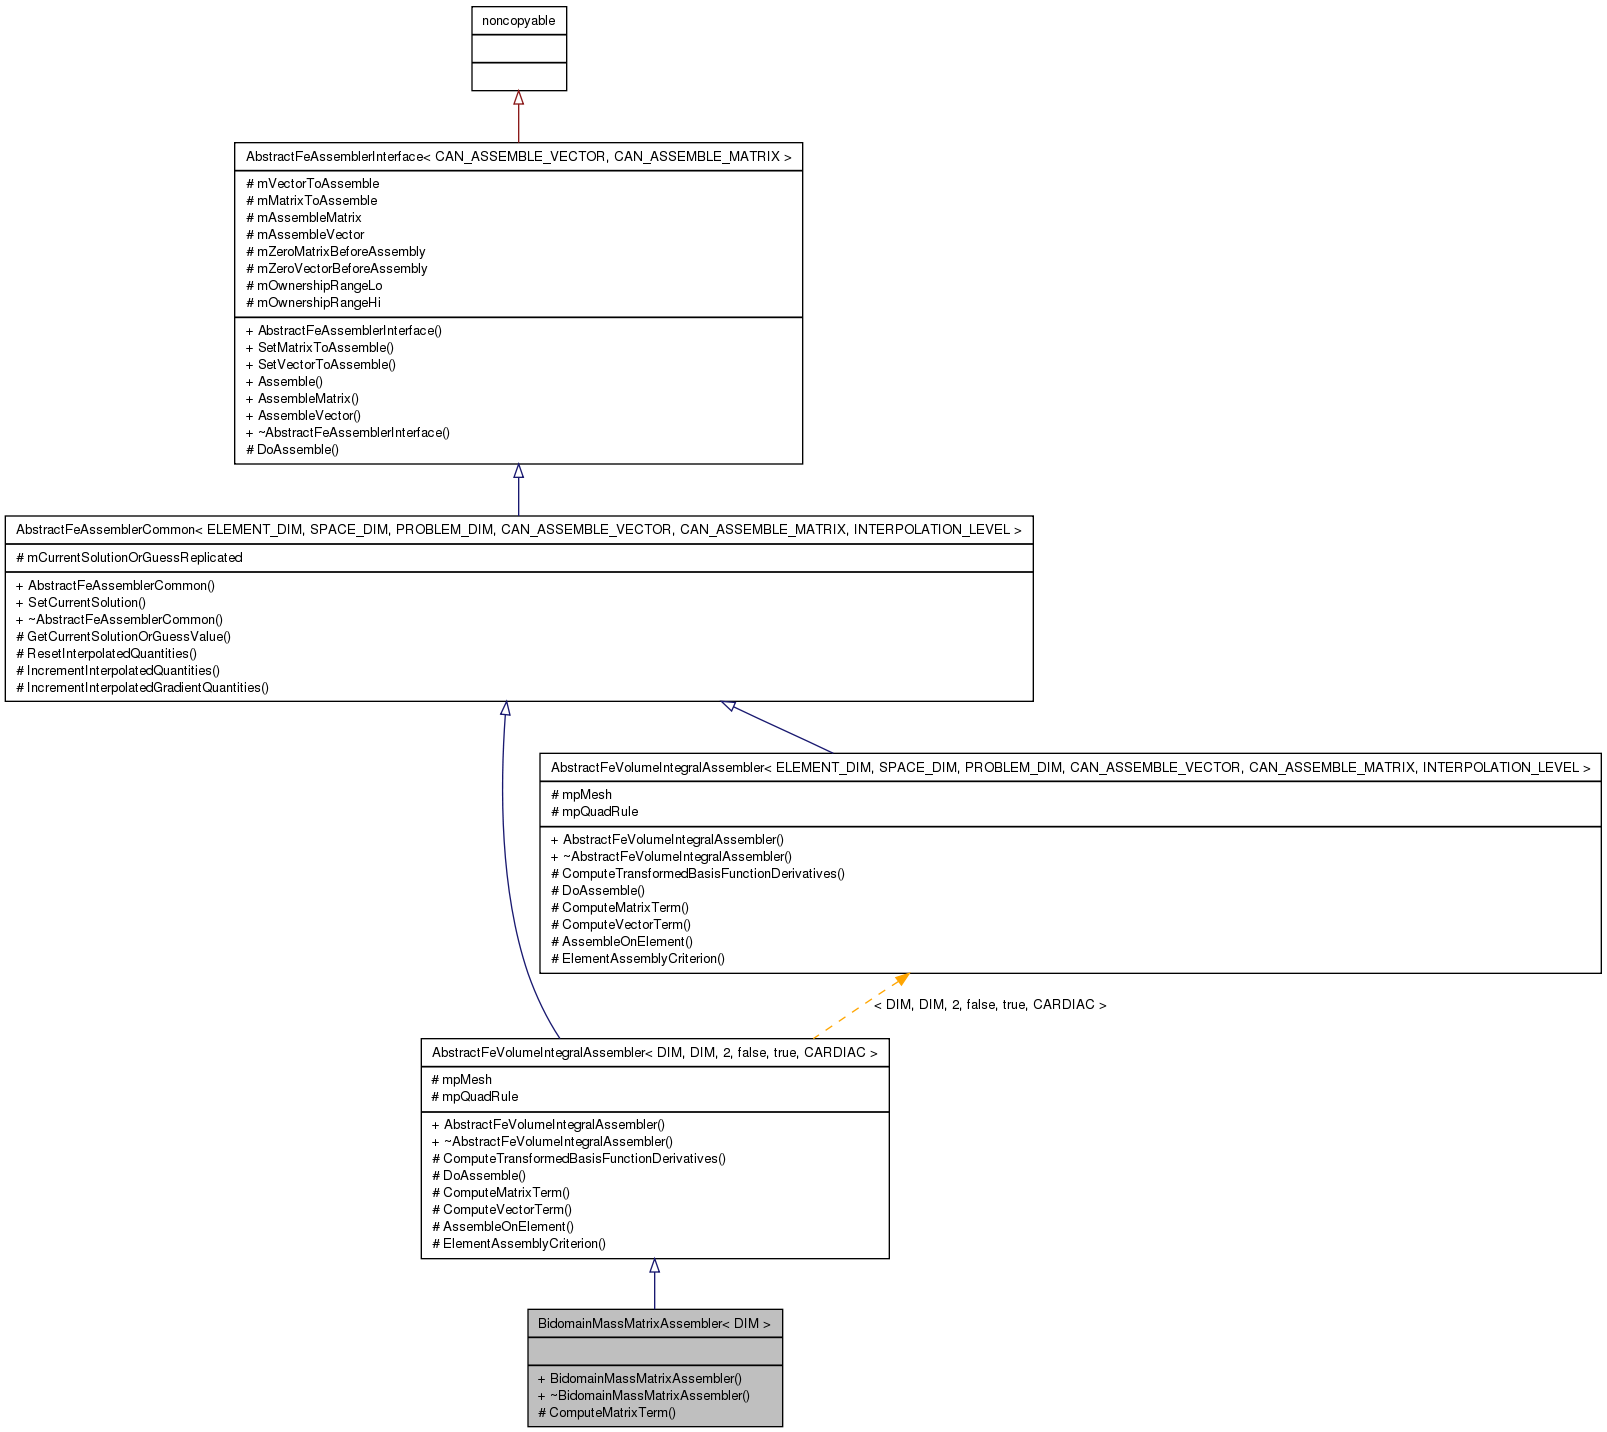 noncopyable
AbstractFeAssemblerInterface< CAN_ASSEMBLE_VECTOR, CAN_ASSEMBLE_MATRIX >
# mVectorToAssemble
# mMatrixToAssemble
# mAssembleMatrix
# mAssembleVector
# mZeroMatrixBeforeAssembly
# mZeroVectorBeforeAssembly
# mOwnershipRangeLo
# mOwnershipRangeHi
+ AbstractFeAssemblerInterface()
+ SetMatrixToAssemble()
+ SetVectorToAssemble()
+ Assemble()
+ AssembleMatrix()
+ AssembleVector()
+ ~AbstractFeAssemblerInterface()
# DoAssemble()
AbstractFeAssemblerCommon< ELEMENT_DIM, SPACE_DIM, PROBLEM_DIM, CAN_ASSEMBLE_VECTOR, CAN_ASSEMBLE_MATRIX, INTERPOLATION_LEVEL >
# mCurrentSolutionOrGuessReplicated
+ AbstractFeAssemblerCommon()
+ SetCurrentSolution()
+ ~AbstractFeAssemblerCommon()
# GetCurrentSolutionOrGuessValue()
# ResetInterpolatedQuantities()
# IncrementInterpolatedQuantities()
# IncrementInterpolatedGradientQuantities()
AbstractFeVolumeIntegralAssembler< ELEMENT_DIM, SPACE_DIM, PROBLEM_DIM, CAN_ASSEMBLE_VECTOR, CAN_ASSEMBLE_MATRIX, INTERPOLATION_LEVEL >
# mpMesh
# mpQuadRule
+ AbstractFeVolumeIntegralAssembler()
+ ~AbstractFeVolumeIntegralAssembler()
# ComputeTransformedBasisFunctionDerivatives()
# DoAssemble()
# ComputeMatrixTerm()
# ComputeVectorTerm()
# AssembleOnElement()
# ElementAssemblyCriterion()
< DIM, DIM, 2, false, true, CARDIAC >
AbstractFeVolumeIntegralAssembler< DIM, DIM, 2, false, true, CARDIAC >
# mpMesh
# mpQuadRule
+ AbstractFeVolumeIntegralAssembler()
+ ~AbstractFeVolumeIntegralAssembler()
# ComputeTransformedBasisFunctionDerivatives()
# DoAssemble()
# ComputeMatrixTerm()
# ComputeVectorTerm()
# AssembleOnElement()
# ElementAssemblyCriterion()
BidomainMassMatrixAssembler< DIM >
+ BidomainMassMatrixAssembler()
+ ~BidomainMassMatrixAssembler()
# ComputeMatrixTerm()